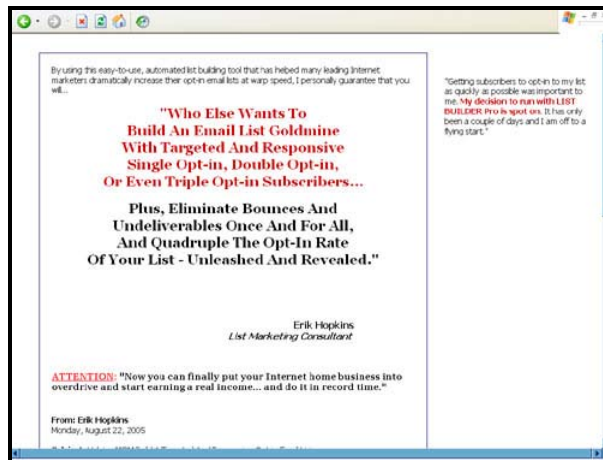 By using this easy-to-use, automated list building tool that has helped many leading Internet
marketers dramatically increase their opt-in email lists at warp speed, I personally guarantee that you
will...
"Who Else Wants To
Build An Email List Goldmine
With Targeted And Responsive
Single Opt-in, Double Opt-in,
Or Even Triple Opt-in Subscribers...
Plus, Eliminate Bounces And
Undeliverables Once And For All,
And Quadruple The Opt-In Rate
Of Your List - Unleashed And Revealed."
Erik Hopkins
List Marketing Consultant
ATTENTION: "Now you can finally put your Internet home business into
overdrive and start earning a real income... and do it in record time."
From: Erik Hopkins
Monday, August 22, 2005
"Getting subscribers to opt-in to my list
as quickly as possible was important to
me. My decision to run with LIST
BUILDER Pro is spot on. It has only
been a couple of days and I am off to a
flying start."